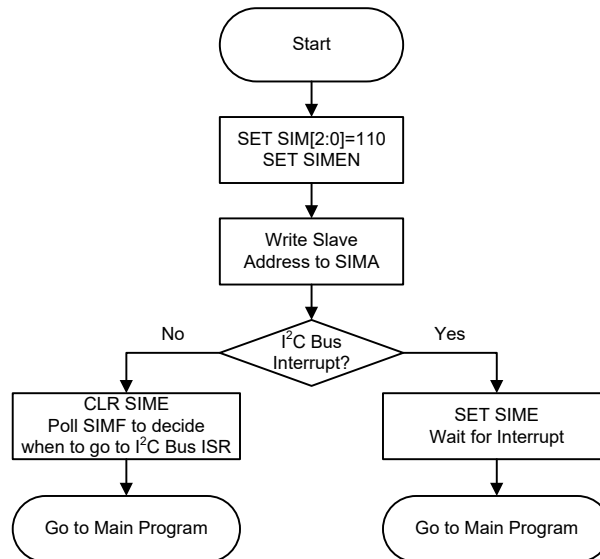 Start
SET SIM[2:0]=110
SET SIMEN
Write Slave
Address to SIMA
I²C Bus
Interrupt?
No
Yes
CLR SIME
Poll SIMF to decide
when to go to I²C Bus ISR
SET SIME
Wait for Interrupt
Go to Main Program
Go to Main Program